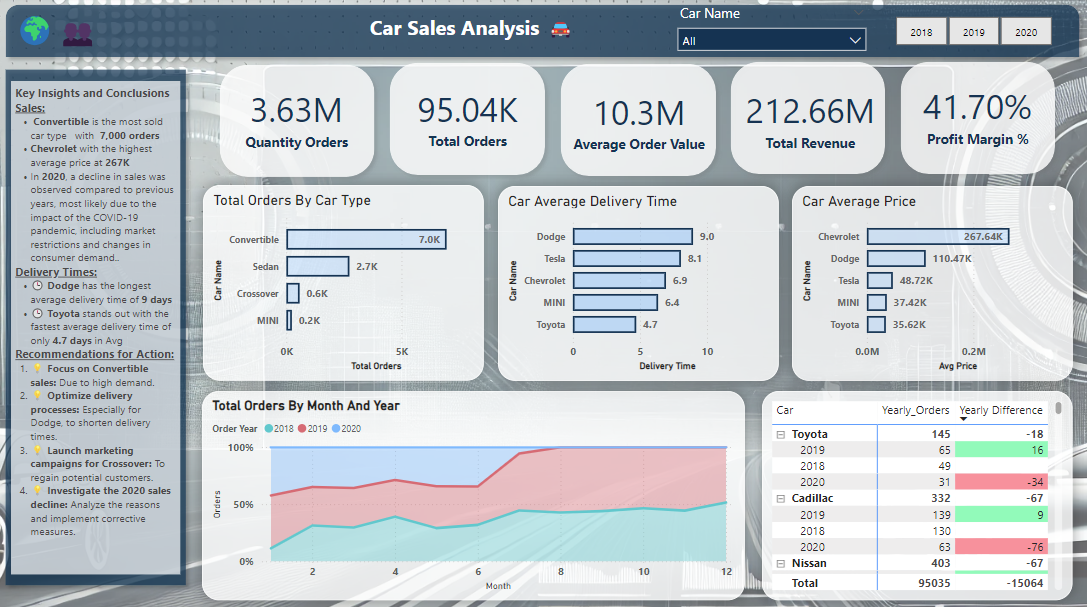 Car Sales Analysis
Car Name
All
2018
2019
2020
Key Insights and Conclusions
Sales:
• Convertible is the most sold
car type with 7,000 orders
• Chevrolet with the highest
average price at 267K
• In 2020, a decline in sales was
observed compared to previous
years, most likely due to the
impact of the COVID-19
pandemic, including market
restrictions and changes in
consumer demand..
Delivery Times:
• Dodge has the longest
average delivery time of 9 days
• Toyota stands out with the
fastest average delivery time of
only 4.7 days in Avg
Recommendations for Action:
1. Focus on Convertible
sales: Due to high demand.
2. Optimize delivery
processes: Especially for
Dodge, to shorten delivery
times.
3. Launch marketing
campaigns for Crossover: To
regain potential customers.
4. Investigate the 2020 sales
decline: Analyze the reasons
and implement corrective
measures.
3.63M
Quantity Orders
95.04K
Total Orders
10.3M
Average Order Value
212.66M
Total Revenue
41.70%
Profit Margin %
Total Orders By Car Type
Car Name
Convertible 7.0K
Sedan 2.7K
Crossover 0.6K
MINI 0.2K
0K 5K
Total Orders
Car Average Delivery Time
Car Name
Dodge 9.0
Tesla 8.1
Chevrolet 6.9
MINI 6.4
Toyota 4.7
0 5 10
Delivery Time
Car Average Price
Car Name
Chevrolet 267.64K
Dodge 110.47K
Tesla 48.72K
MINI 37.42K
Toyota 35.62K
0.0M 0.2M
Avg Price
Total Orders By Month And Year
Order Year 2018 2019 2020
100%
50%
0%
Orders
2 4 6 8 10 12
Month
Car Yearly_Orders Yearly Difference
Toyota 145 -18
2019 65 16
2018 49
2020 31 -34
Cadillac 332 -67
2019 139 9
2018 130
2020 63 -76
Nissan 403 -67
Total 95035 -15064